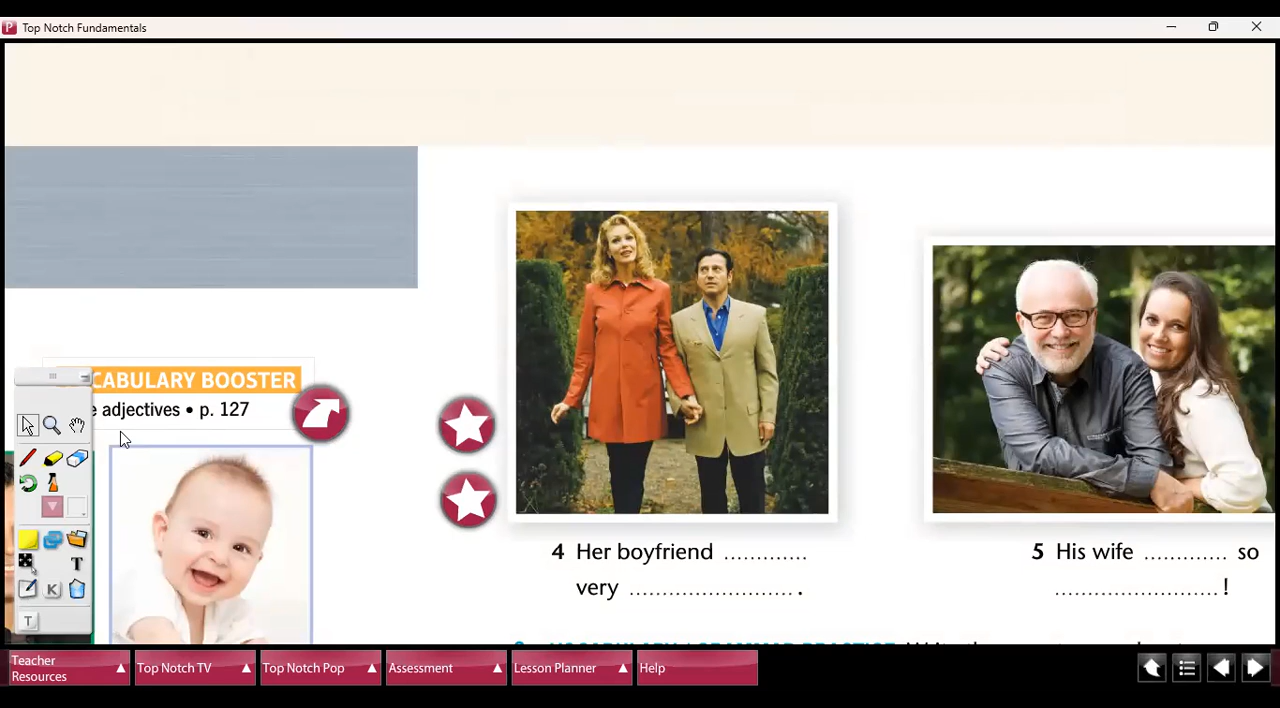 Top Notch Fundamentals
CABULARY BOOSTER
e adjectives • p. 127
4 Her boyfriend ............
very .......................... .
5 His wife ............. so
.......................... !
T
K
T
Teacher Resources
Top Notch TV
Top Notch Pop
Assessment
Lesson Planner
Help